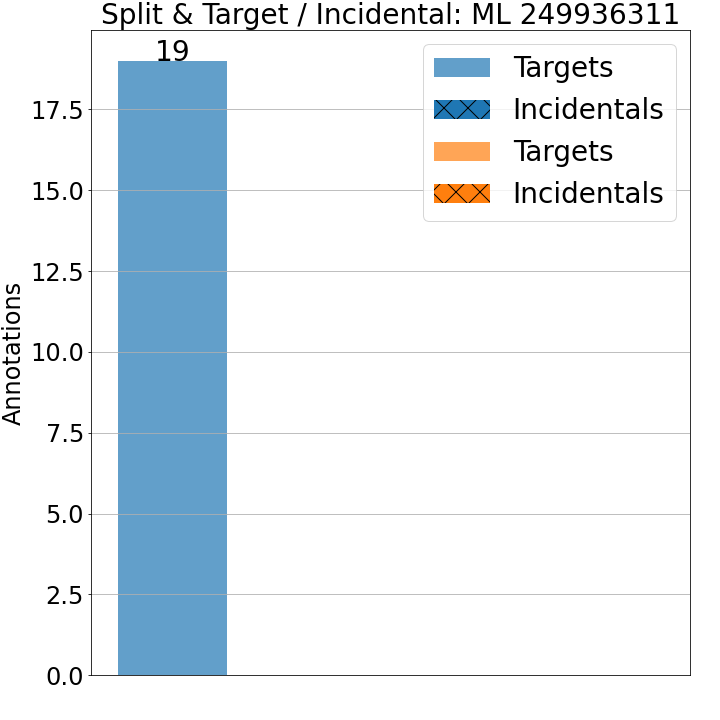 Split & Target / Incidental: ML 249936311
19
Targets
Incidentals
Targets
Incidentals
17.5
15.0
12.5
10.0
7.5
5.0
2.5
0.0
Annotations